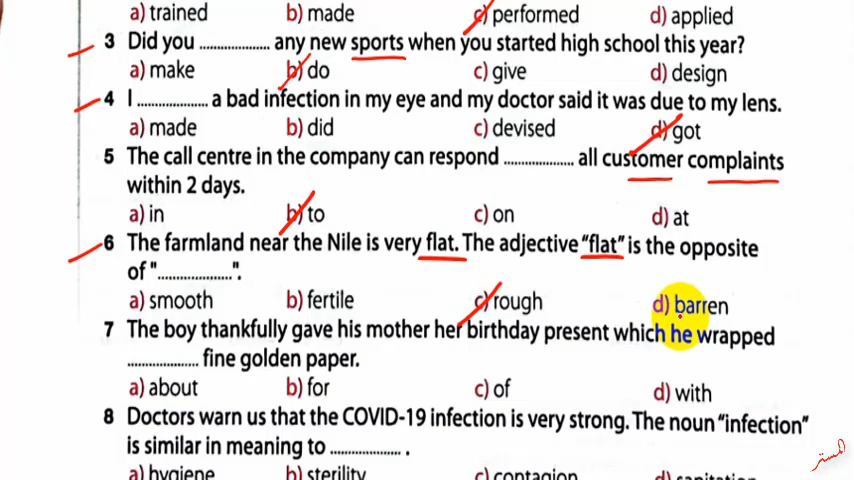 a) trained b) made c) performed d) applied
3 Did you .................... any new sports when you started high school this year?
a) make b) do c) give d) design
4 I .................... a bad infection in my eye and my doctor said it was due to my lens.
a) made b) did c) devised d) got
5 The call centre in the company can respond .................... all customer complaints
within 2 days.
a) in b) to c) on d) at
6 The farmland near the Nile is very flat. The adjective "flat" is the opposite
of "....................".
a) smooth b) fertile c) rough d) barren
7 The boy thankfully gave his mother her birthday present which he wrapped
.................... fine golden paper.
a) about b) for c) of d) with
8 Doctors warn us that the COVID-19 infection is very strong. The noun "infection"
is similar in meaning to .................... .
a) hygiene b) sterility c) contagion d) sanitation
المستر